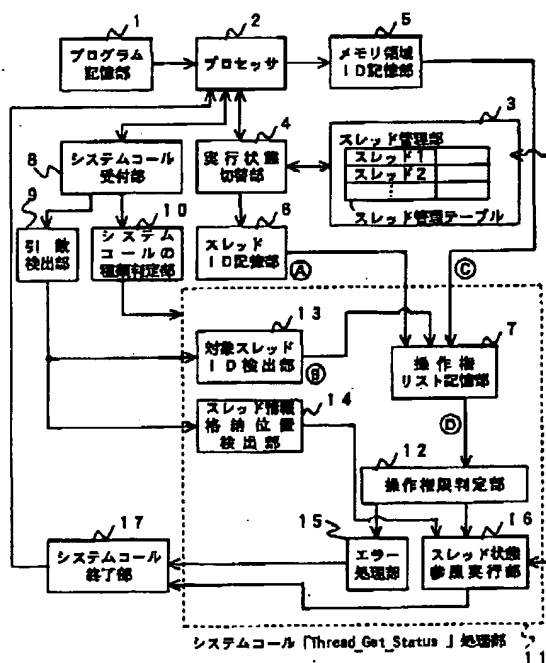 1
プログラム
記憶部
2
プロセッサ
5
メモリ領域
ID記憶部
3
スレッド管理部
スレッド1
スレッド2
⋮
スレッド管理テーブル
4
実行状態
切替部
8
システムコール
受付部
9
引数
検出部
10
システム
コールの
種類判定部
6
スレッド
ID記憶部
Ⓐ
Ⓒ
13
対象スレッド
ID検出部
Ⓑ
7
操作権
リスト記憶部
14
スレッド情報
格納位置
検出部
Ⓓ
12
操作権限判定部
15
エラー
処理部
16
スレッド状態
参照実行部
17
システムコール
終了部
システムコール「Thread_Get_Status 」処理部
11